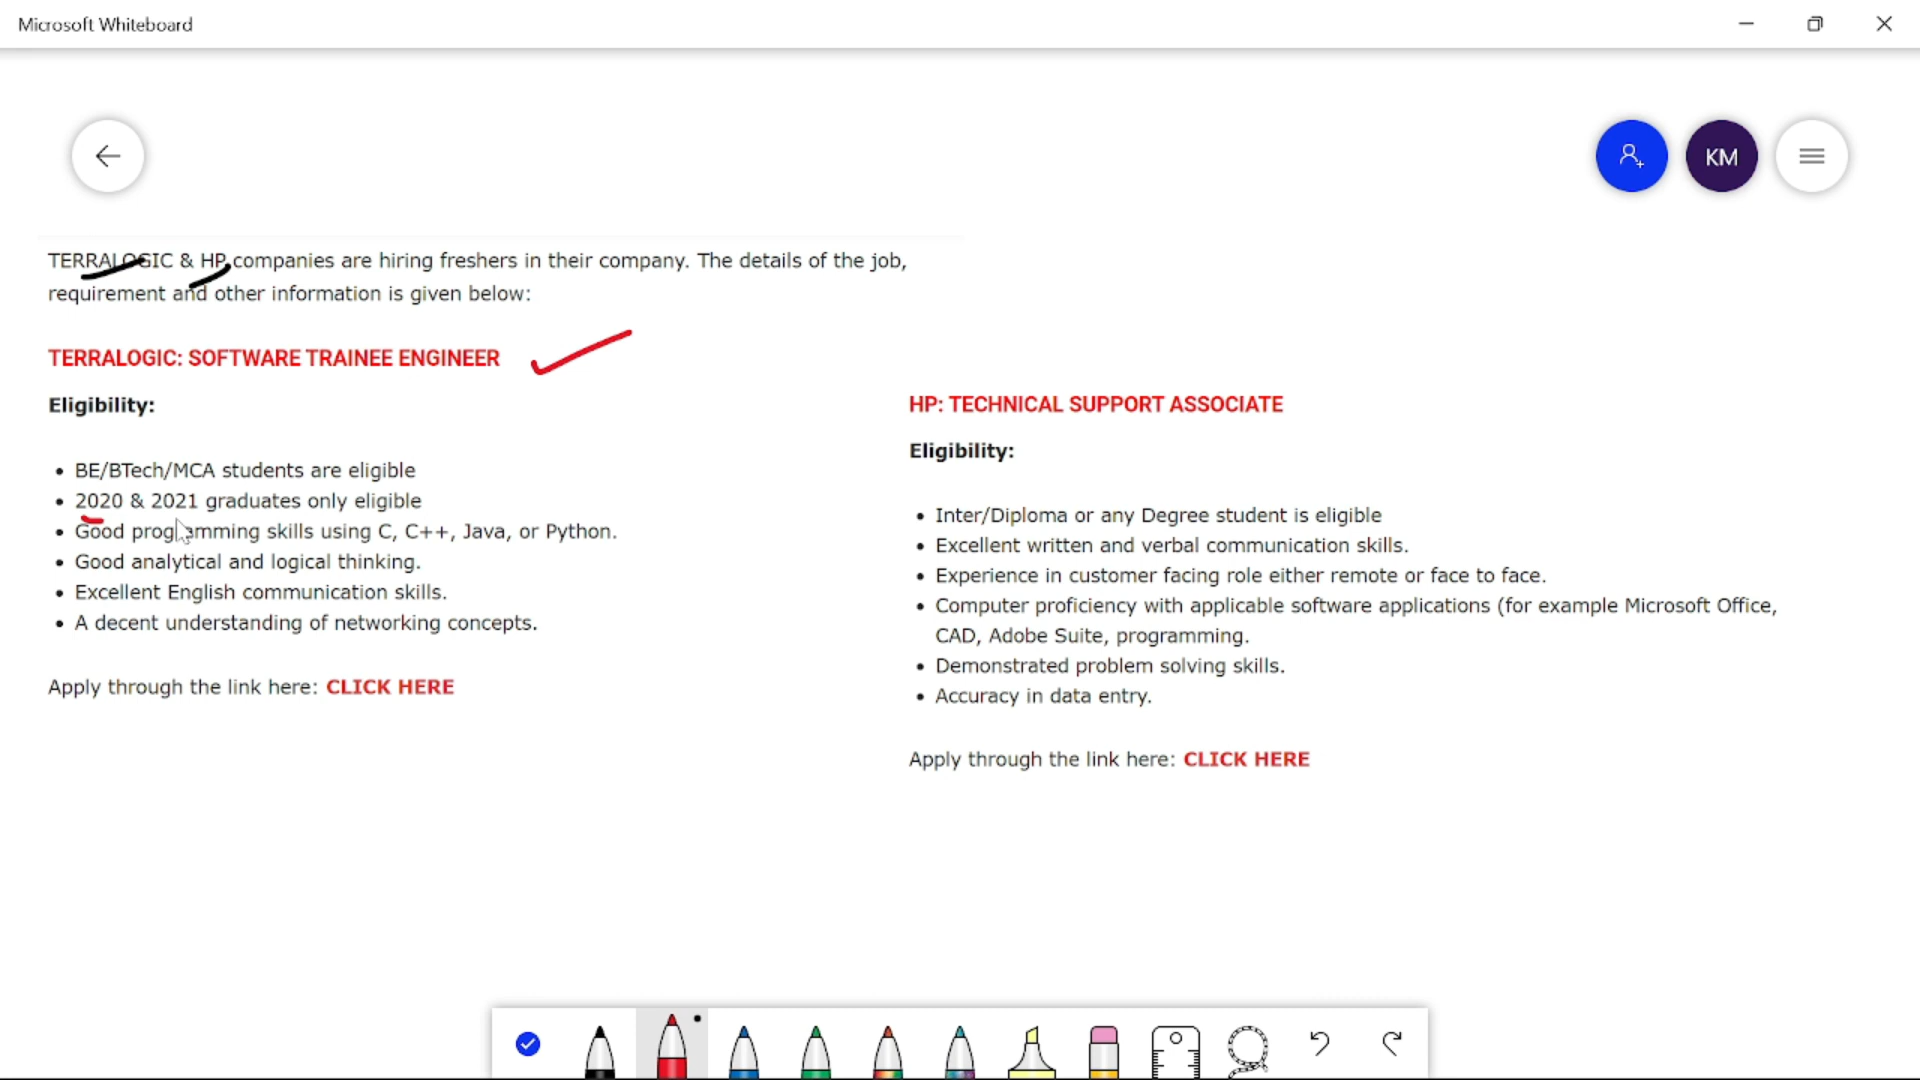 Microsoft Whiteboard
KM
TERRALOGIC & HP companies are hiring freshers in their company. The details of the job,
requirement and other information is given below:
TERRALOGIC: SOFTWARE TRAINEE ENGINEER
Eligibility:
• BE/BTech/MCA students are eligible
• 2020 & 2021 graduates only eligible
• Good programming skills using C, C++, Java, or Python.
• Good analytical and logical thinking.
• Excellent English communication skills.
• A decent understanding of networking concepts.
Apply through the link here: CLICK HERE
HP: TECHNICAL SUPPORT ASSOCIATE
Eligibility:
• Inter/Diploma or any Degree student is eligible
• Excellent written and verbal communication skills.
• Experience in customer facing role either remote or face to face.
• Computer proficiency with applicable software applications (for example Microsoft Office,
CAD, Adobe Suite, programming.
• Demonstrated problem solving skills.
• Accuracy in data entry.
Apply through the link here: CLICK HERE